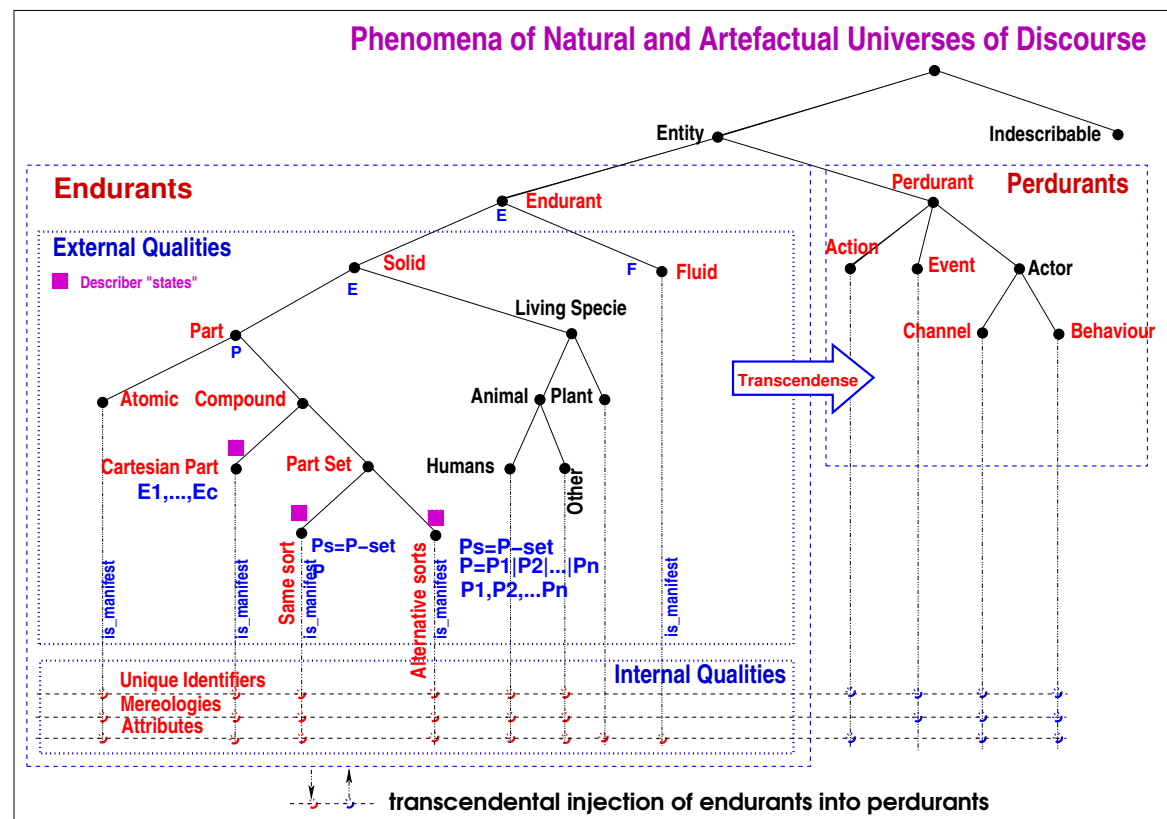 Phenomena of Natural and Artefactual Universes of Discourse
Entity
Indescribable
Endurants
Endurant
E
Perdurant
Perdurants
External Qualities
Describer "states"
Solid
E
F
Fluid
Action
Event
Actor
Part
P
Living Specie
Channel
Behaviour
Transcendense
Atomic
Compound
Animal
Plant
Cartesian Part
E1,...,Ec
Part Set
Humans
Other
Same sort
Ps=P-set
P
Alternative sorts
Ps=P-set
P=P1|P2|...|Pn
P1,P2,...Pn
is_manifest
is_manifest
is_manifest
is_manifest
is_manifest
Internal Qualities
Unique Identifiers
Mereologies
Attributes
transcendental injection of endurants into perdurants